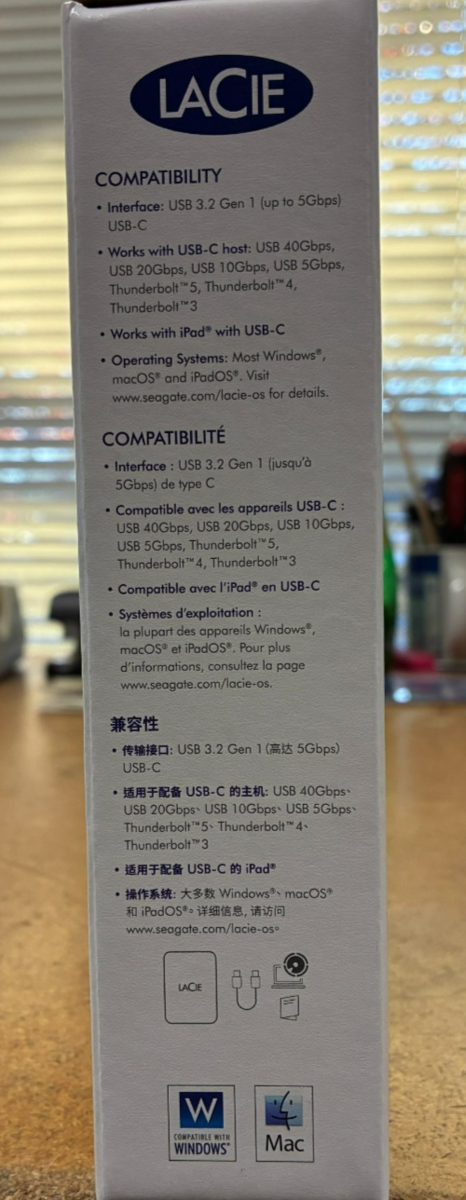 LACIE
COMPATIBILITY
• Interface: USB 3.2 Gen 1 (up to 5Gbps)
USB-C
• Works with USB-C host: USB 40Gbps,
USB 20Gbps, USB 10Gbps, USB 5Gbps,
Thunderbolt™5, Thunderbolt™4,
Thunderbolt™3
• Works with iPad® with USB-C
• Operating Systems: Most Windows®,
macOS® and iPadOS®. Visit
www.seagate.com/lacie-os for details.
COMPATIBILITÉ
• Interface : USB 3.2 Gen 1 (jusqu'à
5Gbps) de type C
• Compatible avec les appareils USB-C :
USB 40Gbps, USB 20Gbps, USB 10Gbps,
USB 5Gbps, Thunderbolt™5,
Thunderbolt™4, Thunderbolt™3
• Compatible avec l'iPad® en USB-C
• Systèmes d'exploitation :
la plupart des appareils Windows®,
macOS® et iPadOS®. Pour plus
d'informations, consultez la page
www.seagate.com/lacie-os.
兼容性
• 传输接口: USB 3.2 Gen 1 (高达 5Gbps)
USB-C
• 适用于配备 USB-C 的主机: USB 40Gbps、
USB 20Gbps、USB 10Gbps、USB 5Gbps、
Thunderbolt™5、Thunderbolt™4、
Thunderbolt™3
• 适用于配备 USB-C 的 iPad®
• 操作系统: 大多数 Windows®、macOS®
和 iPadOS®。详细信息, 请访问
www.seagate.com/lacie-os。
LACIE
W
COMPATIBLE WITH
WINDOWS®
Mac